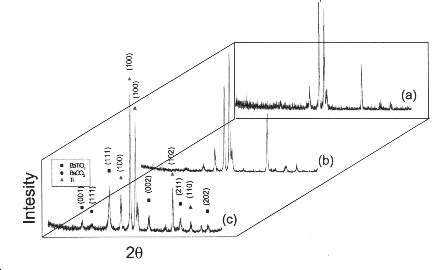 (100)
(100)
(a)
(111)
(100)
(102)
(b)
BaTiO3
BaCO3
Ti
(001)
(111)
(002)
(211)
(110)
(202)
(c)
Intesity
2θ